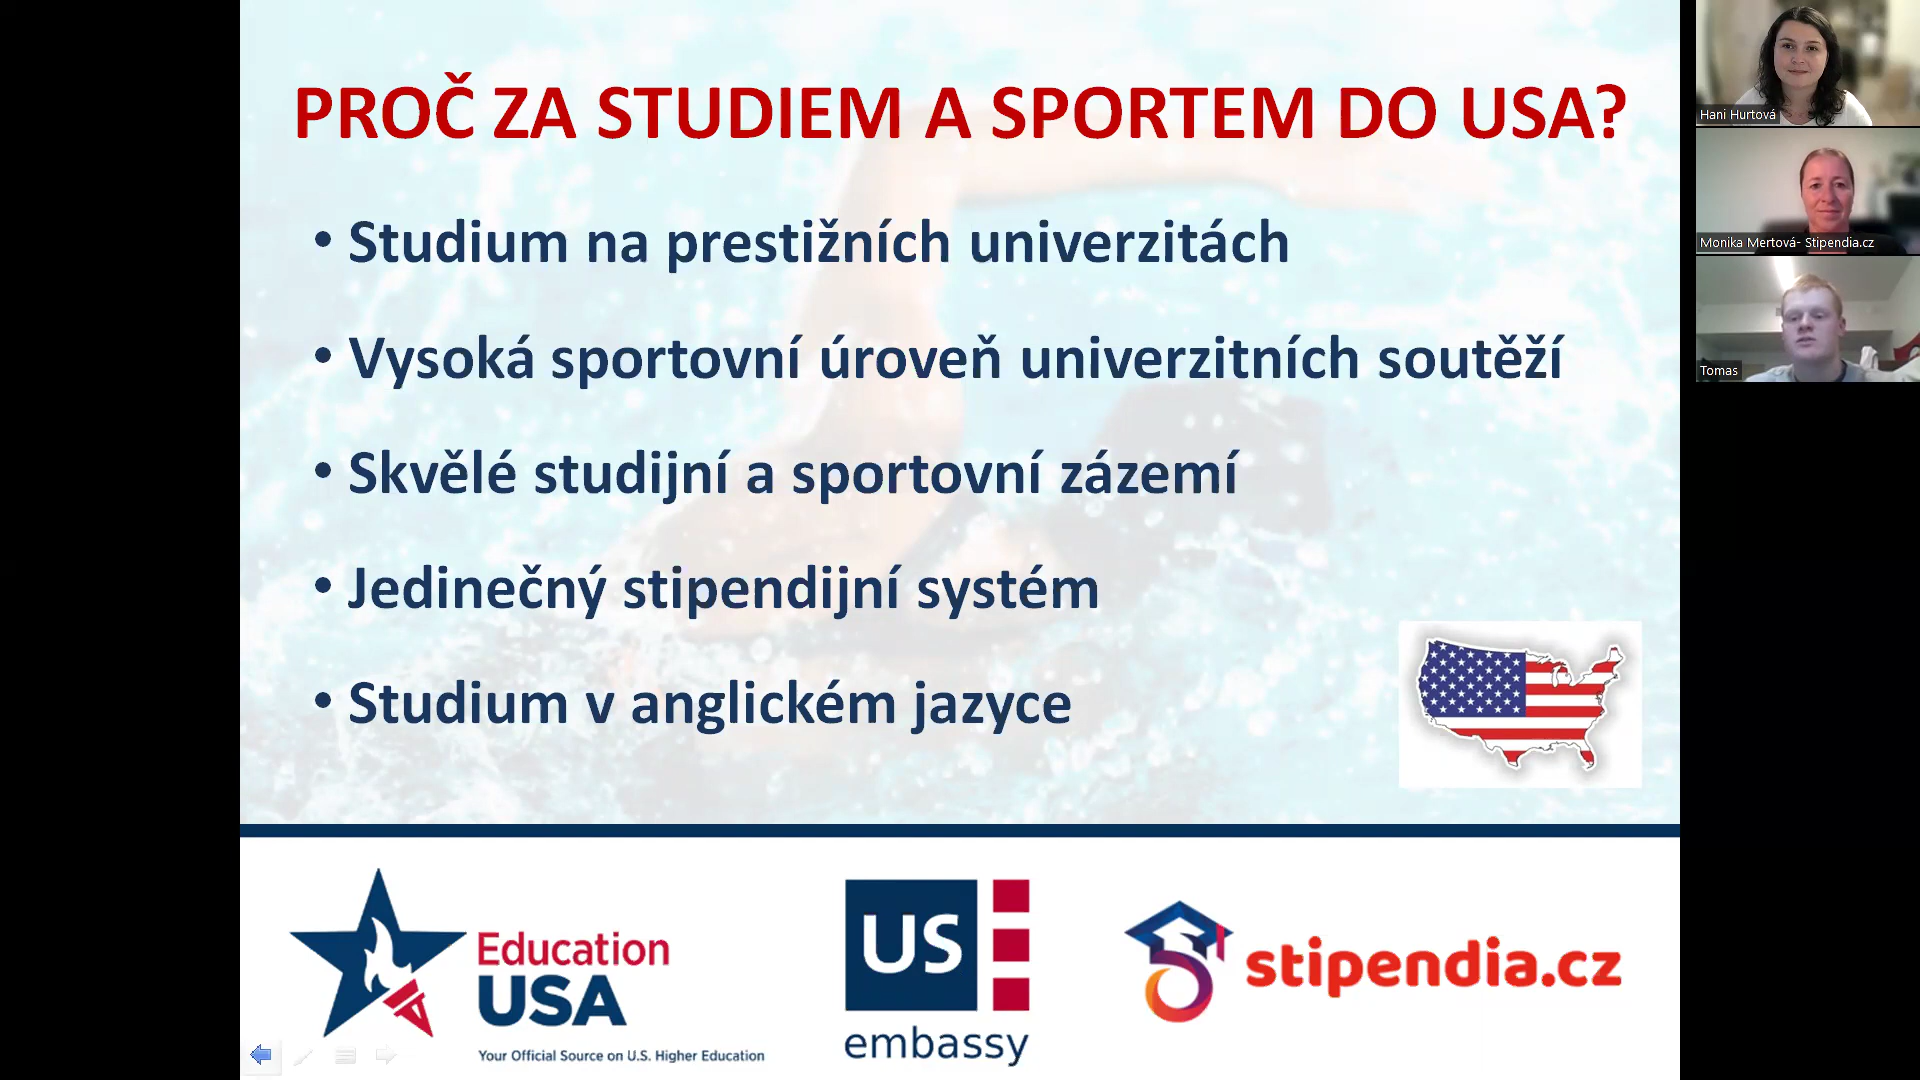 PROČ ZA STUDIEM A SPORTEM DO USA?
• Studium na prestižních univerzitách
• Vysoká sportovní úroveň univerzitních soutěží
• Skvělé studijní a sportovní zázemí
• Jedinečný stipendijní systém
• Studium v anglickém jazyce
Education
USA
Your Official Source on U.S. Higher Education
US
embassy
stipendia.cz
Hani Hurtová
Monika Mertová- Stipendia.cz
Tomas